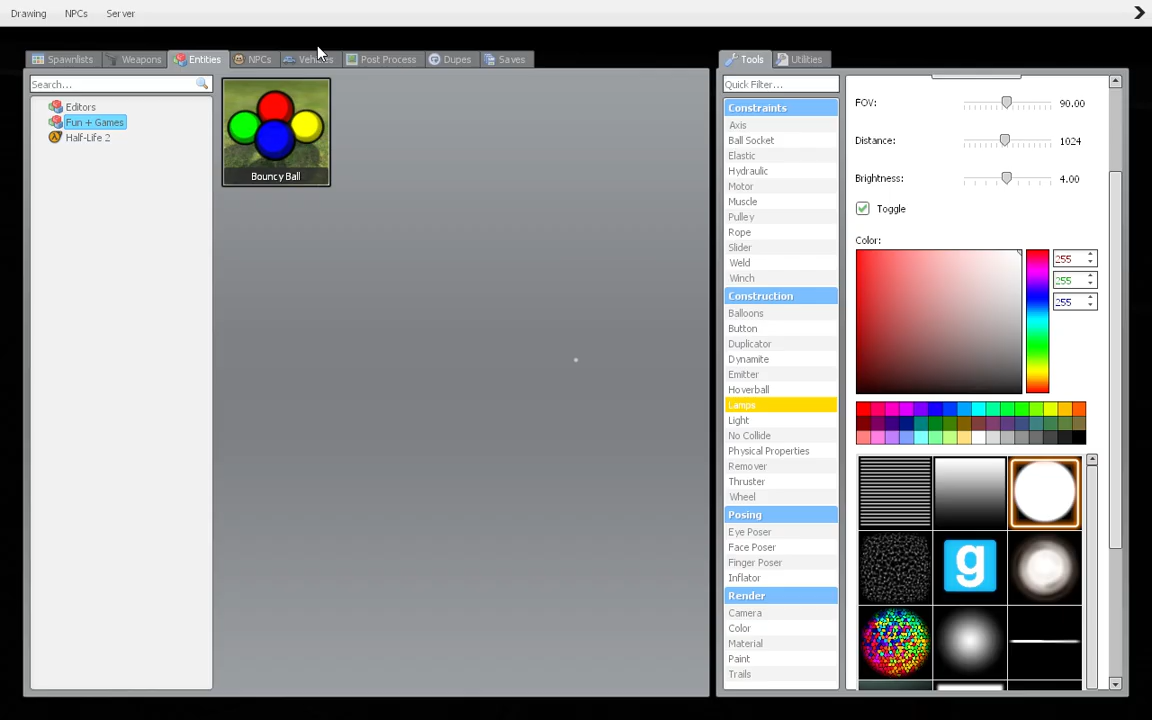 Drawing NPCs Server
Spawnlists Weapons Entities NPCs Vehicles Post Process Dupes Saves
Search...
Editors
Fun + Games
Half-Life 2
Bouncy Ball
Tools Utilities
Quick Filter...
Constraints
Axis
Ball Socket
Elastic
Hydraulic
Motor
Muscle
Pulley
Rope
Slider
Weld
Winch
Construction
Balloons
Button
Duplicator
Dynamite
Emitter
Hoverball
Lamps
Light
No Collide
Physical Properties
Remover
Thruster
Wheel
Posing
Eye Poser
Face Poser
Finger Poser
Inflator
Render
Camera
Color
Material
Paint
Trails
FOV: 90.00
Distance: 1024
Brightness: 4.00
Toggle
Color:
255
255
255
g